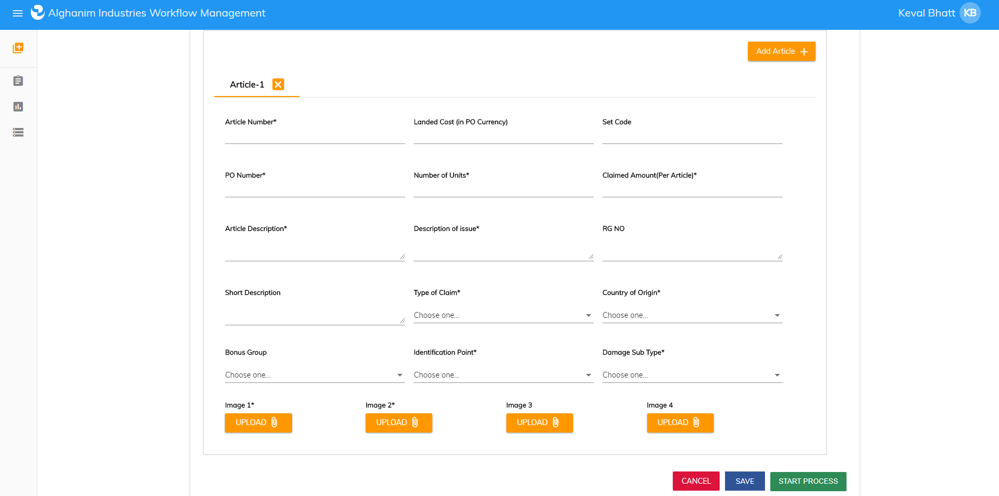 Alghanim Industries Workflow Management
Keval Bhatt KB
Add Article
Article-1
Article Number* Landed Cost (in PO Currency) Set Code
PO Number* Number of Units* Claimed Amount(Per Article)*
Article Description* Description of issue* RG NO
Short Description Type of Claim* Country of Origin*
Choose one... Choose one...
Bonus Group Identification Point* Damage Sub Type*
Choose one... Choose one... Choose one...
Image 1* Image 2* Image 3 Image 4
UPLOAD UPLOAD UPLOAD UPLOAD
CANCEL SAVE START PROCESS